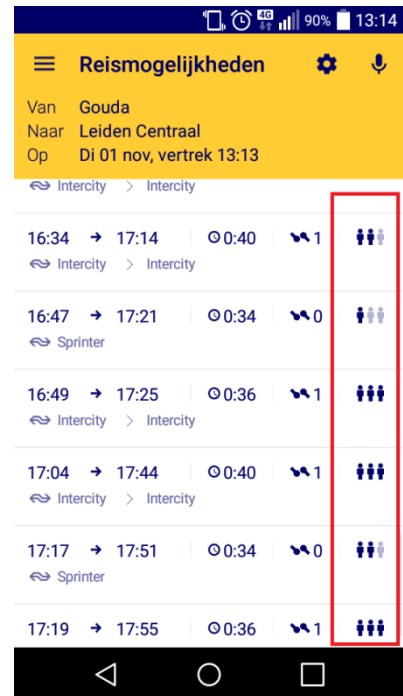 4G 90% 13:14
Reismogelijkheden
Van Gouda
Naar Leiden Centraal
Op Di 01 nov, vertrek 13:13
Intercity > Intercity
16:34 → 17:14 0:40 1
Intercity > Intercity
16:47 → 17:21 0:34 0
Sprinter
16:49 → 17:25 0:36 1
Intercity > Intercity
17:04 → 17:44 0:40 1
Intercity > Intercity
17:17 → 17:51 0:34 0
Sprinter
17:19 → 17:55 0:36 1